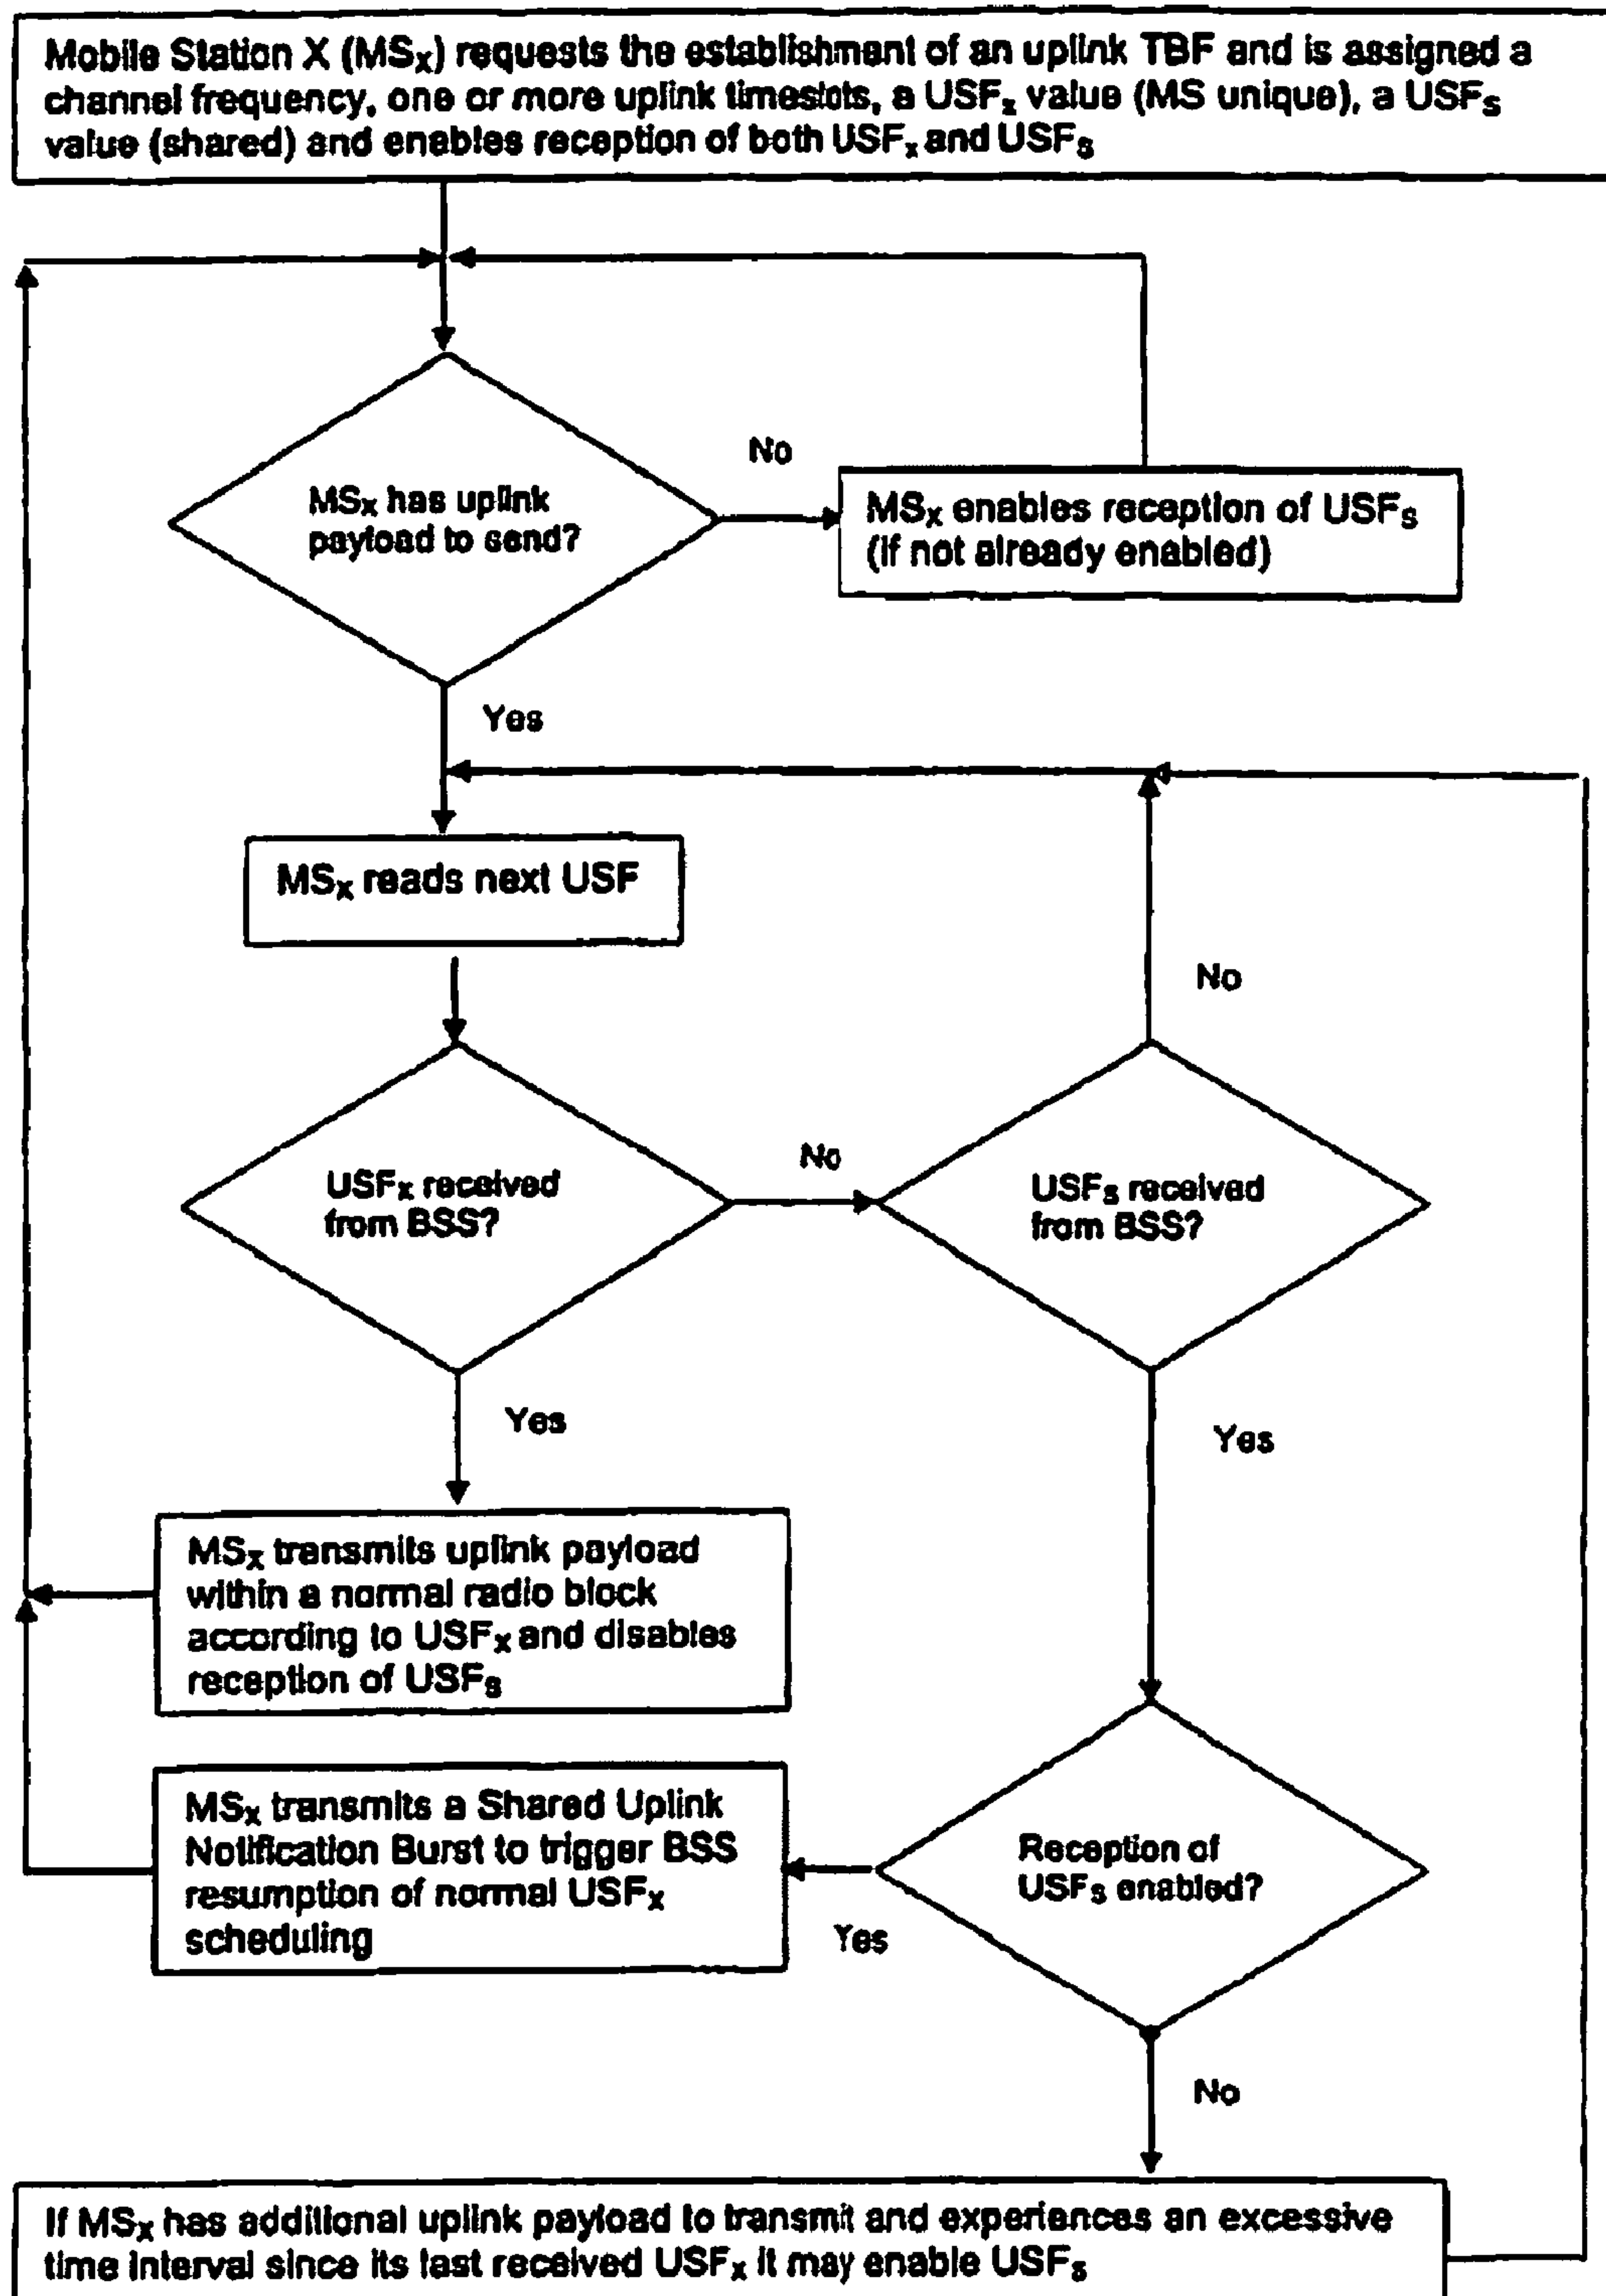 Mobile Station X (MSₓ) requests the establishment of an uplink TBF and is assigned a
channel frequency, one or more uplink timeslots, a USFₓ value (MS unique), a USFₛ
value (shared) and enables reception of both USFₓ and USFₛ
No
MSₓ has uplink
payload to send?
MSₓ enables reception of USFₛ
(if not already enabled)
Yes
MSₓ reads next USF
No
No
USFₓ received
from BSS?
USFₛ received
from BSS?
Yes
Yes
MSₓ transmits uplink payload
within a normal radio block
according to USFₓ and disables
reception of USFₛ
MSₓ transmits a Shared Uplink
Notification Burst to trigger BSS
resumption of normal USFₓ
scheduling
Reception of
USFₛ enabled?
Yes
No
If MSₓ has additional uplink payload to transmit and experiences an excessive
time interval since its last received USFₓ it may enable USFₛ